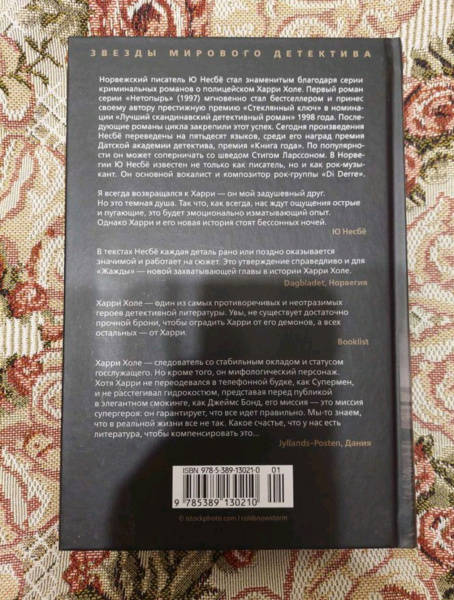 ЗВЕЗДЫ МИРОВОГО ДЕТЕКТИВА
Норвежский писатель Ю Несбё стал знаменитым благодаря серии
криминальных романов о полицейском Харри Холе. Первый роман
серии «Нетопырь» (1997) мгновенно стал бестселлером и принес
своему автору престижную премию «Стеклянный ключ» в номина-
ции «Лучший скандинавский детективный роман» 1998 года. После-
дующие романы цикла закрепили этот успех. Сегодня произведения
Несбё переведены на пятьдесят языков, среди его наград премия
Датской академии детектива, премия «Книга года». По популярно-
сти он может соперничать со шведом Стигом Ларссоном. В Норве-
гии Ю Несбё известен не только как писатель, но и как рок-музы-
кант. Он основной вокалист и композитор рок-группы «Di Derre».
Я всегда возвращался к Харри — он мой задушевный друг.
Но это темная душа. Так что, как всегда, нас ждут ощущения острые
и пугающие, это будет эмоционально изматывающий опыт.
Однако Харри и его новая история стоят бессонных ночей.
Ю Несбё
В текстах Несбё каждая деталь рано или поздно оказывается
значимой и работает на сюжет. Это утверждение справедливо и для
«Жажды» — новой захватывающей главы в истории Харри Холе.
Dagbladet, Норвегия
Харри Холе — один из самых противоречивых и неотразимых
героев детективной литературы. Увы, не существует достаточно
прочной брони, чтобы оградить Харри от его демонов, а всех
остальных — от Харри.
Booklist
Харри Холе — следователь со стабильным окладом и статусом
госслужащего. Но кроме того, он мифологический персонаж.
Хотя Харри не переодевался в телефонной будке, как Супермен,
и не расстегивал гидрокостюм, представая перед публикой
в элегантном смокинге, как Джеймс Бонд, его миссия — это миссия
супергероя: он гарантирует, что все идет правильно. Мы-то знаем,
что в реальной жизни все не так. Какое счастье, что у нас есть
литература, чтобы компенсировать это...
Jyllands-Posten, Дания
ISBN 978-5-389-13021-0
01
9 785389 130210
© istockphoto.com / coldsnowstorm